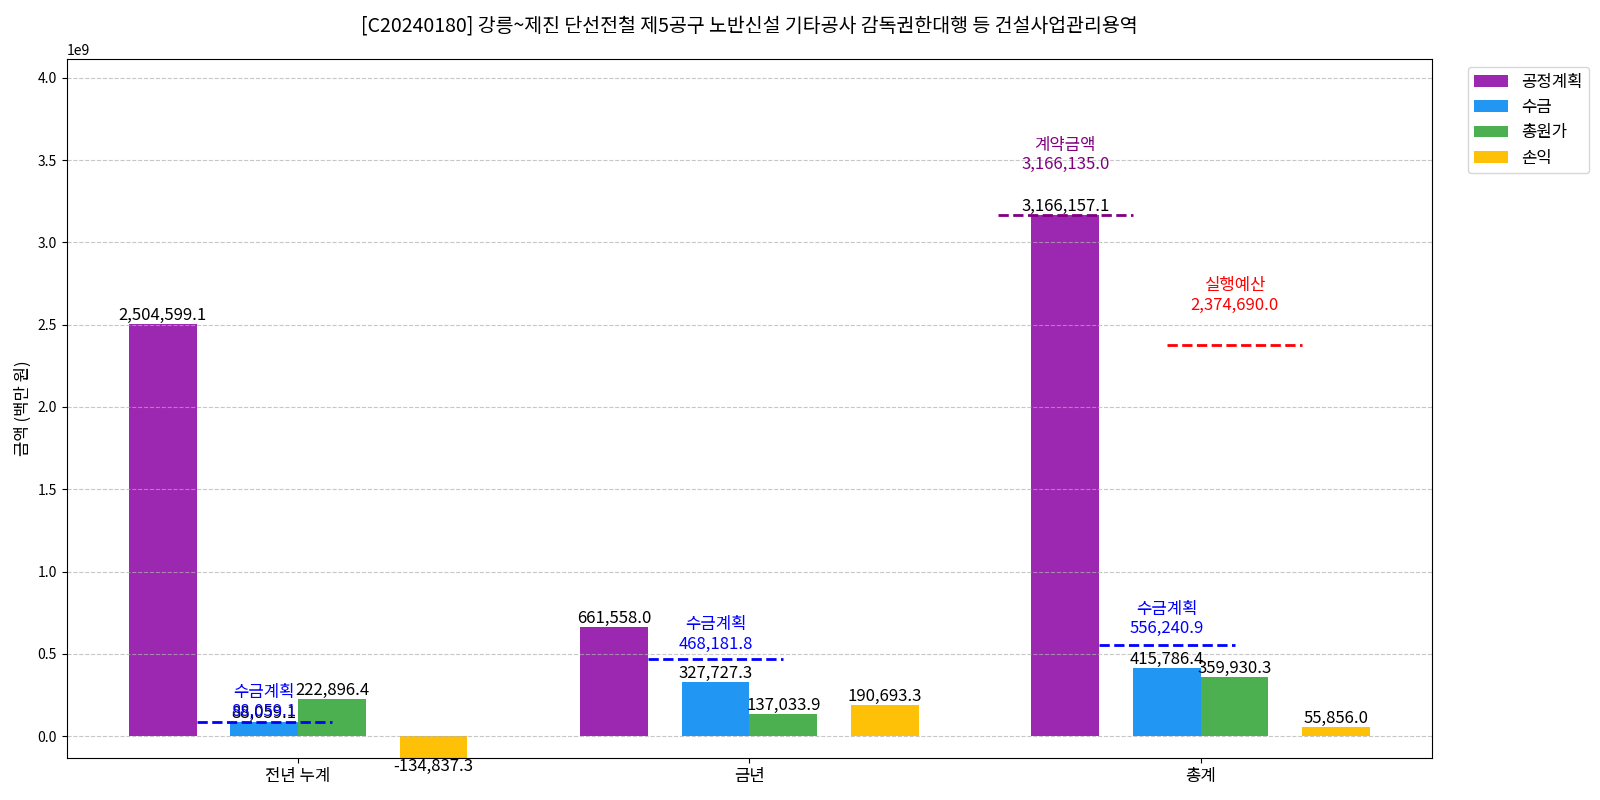 [C20240180] 강릉~제진 단선전철 제5공구 노반신설 기타공사 감독권한대행 등 건설사업관리용역
1e9
4.0
3.5
3.0
2.5
2.0
1.5
1.0
0.5
0.0
금액 (백만 원)
공정계획
수금
총원가
손익
2,504,599.1
수금계획
88,059.1
88,059.1
222,896.4
-134,837.3
661,558.0
수금계획
468,181.8
327,727.3
137,033.9
190,693.3
계약금액
3,166,135.0
3,166,157.1
실행예산
2,374,690.0
수금계획
556,240.9
415,786.4
359,930.3
55,856.0
전년 누계
금년
총계